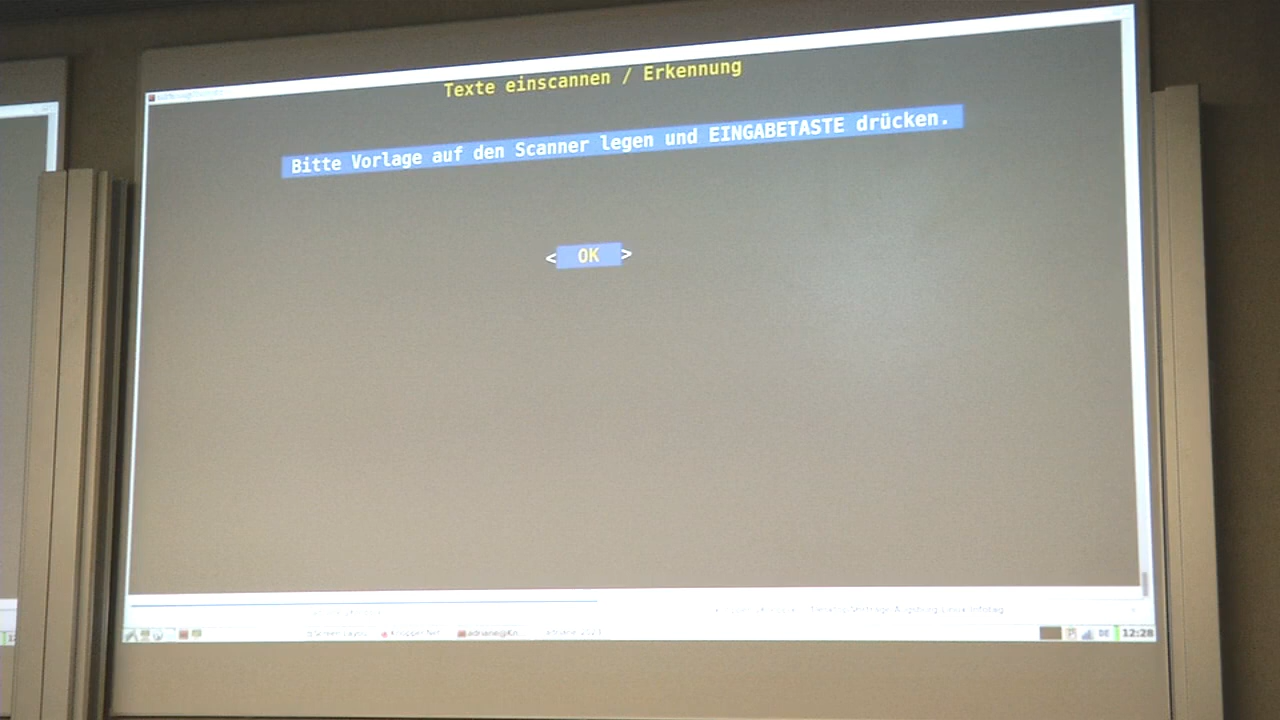 Texte einscannen / Erkennung
Bitte Vorlage auf den Scanner legen und EINGABETASTE drücken.
< OK >
12:28